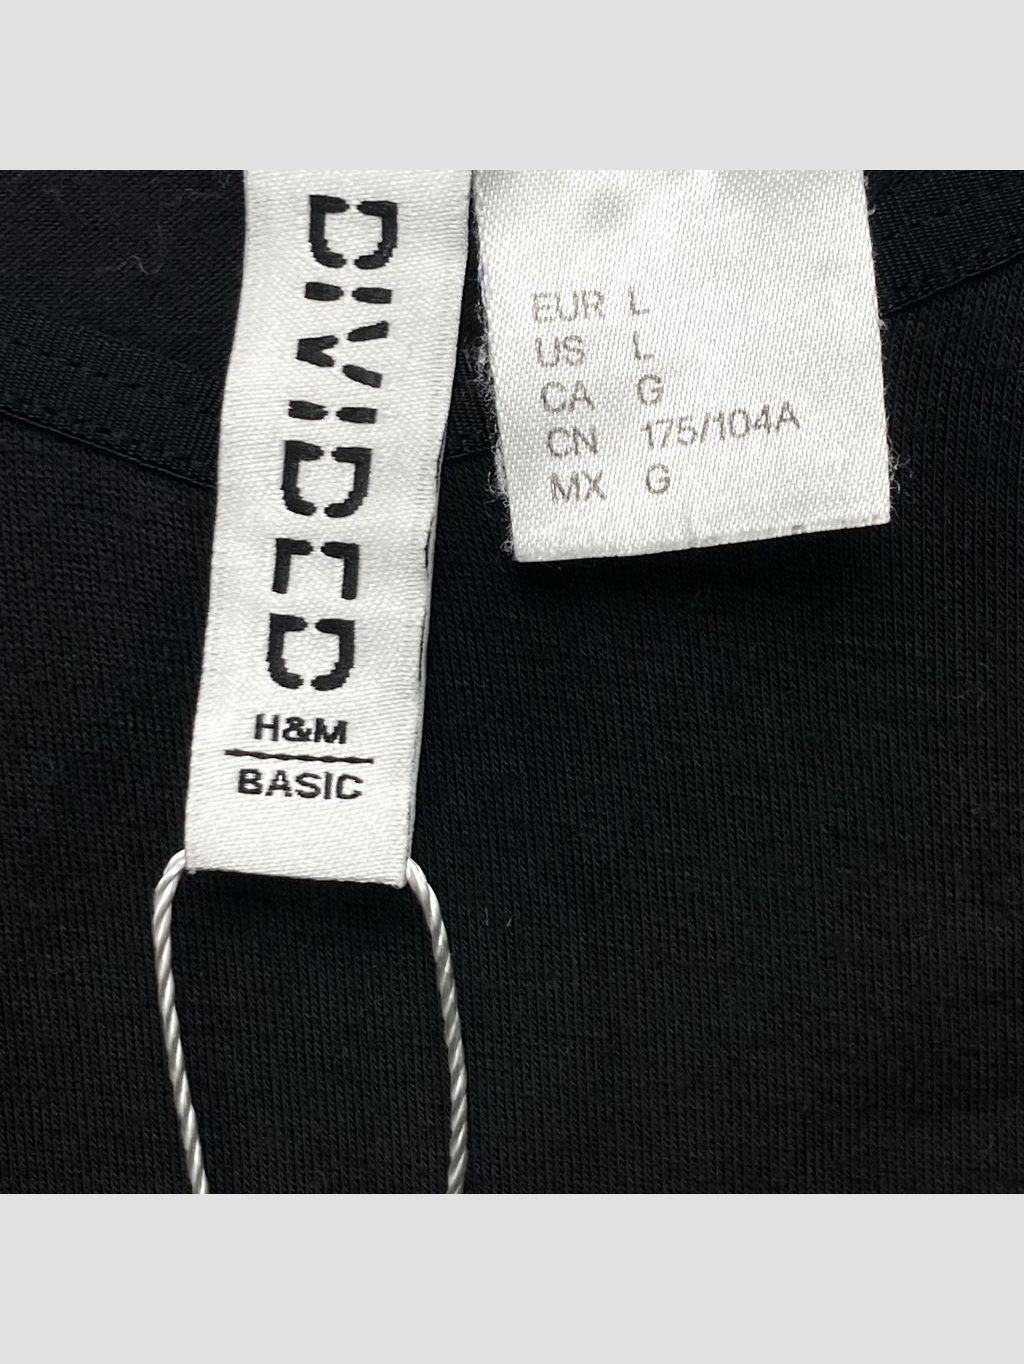 DIVIDED
H&M
BASIC
EUR L
US L
CA G
CN 175/104A
MX G